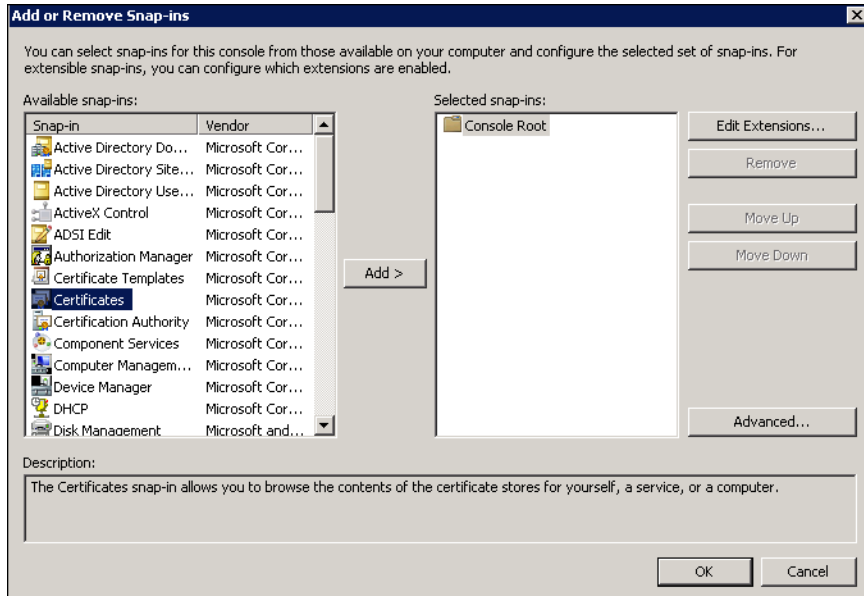 Add or Remove Snap-ins
You can select snap-ins for this console from those available on your computer and configure the selected set of snap-ins. For
extensible snap-ins, you can configure which extensions are enabled.
Available snap-ins:
Snap-in Vendor
Active Directory Do... Microsoft Cor...
Active Directory Site... Microsoft Cor...
Active Directory Use... Microsoft Cor...
ActiveX Control Microsoft Cor...
ADSI Edit Microsoft Cor...
Authorization Manager Microsoft Cor...
Certificate Templates Microsoft Cor...
Certificates Microsoft Cor...
Certification Authority Microsoft Cor...
Component Services Microsoft Cor...
Computer Managem... Microsoft Cor...
Device Manager Microsoft Cor...
DHCP Microsoft Cor...
Disk Management Microsoft and...
Add >
Selected snap-ins:
Console Root
Edit Extensions...
Remove
Move Up
Move Down
Advanced...
Description:
The Certificates snap-in allows you to browse the contents of the certificate stores for yourself, a service, or a computer.
OK
Cancel